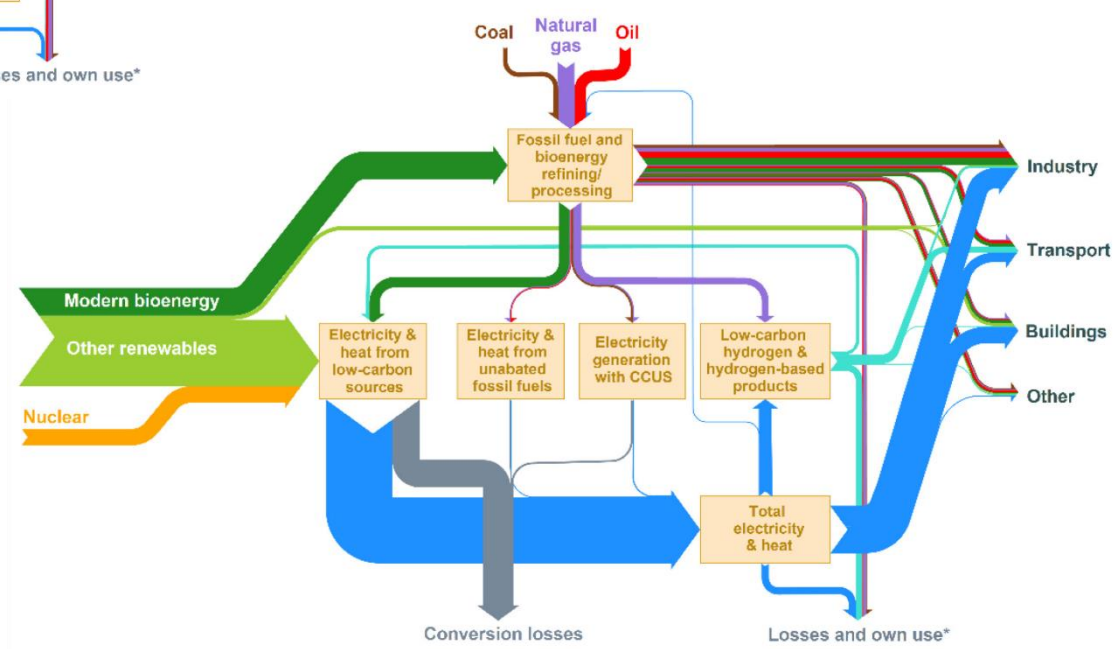 ses and own use*
Coal
Natural
gas
Oil
Fossil fuel and
bioenergy
refining/
processing
Industry
Transport
Modern bioenergy
Other renewables
Electricity &
heat from
low-carbon
sources
Electricity &
heat from
unabated
fossil fuels
Electricity
generation
with CCUS
Low-carbon
hydrogen &
hydrogen-based
products
Buildings
Other
Nuclear
Total
electricity
& heat
Conversion losses
Losses and own use*